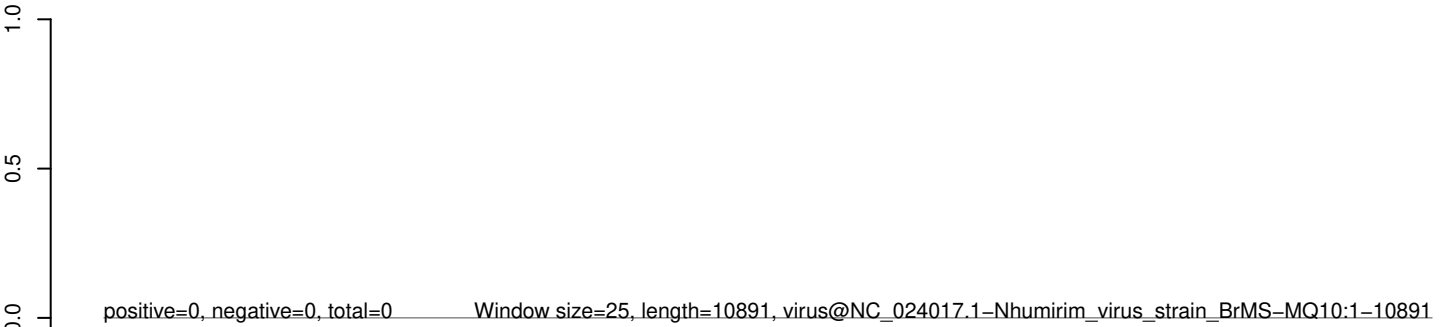 1.0
0.5
0.0
positive=0, negative=0, total=0 Window size=25, length=10891, virus@NC_024017.1−Nhumirim_virus_strain_BrMS−MQ10:1−10891